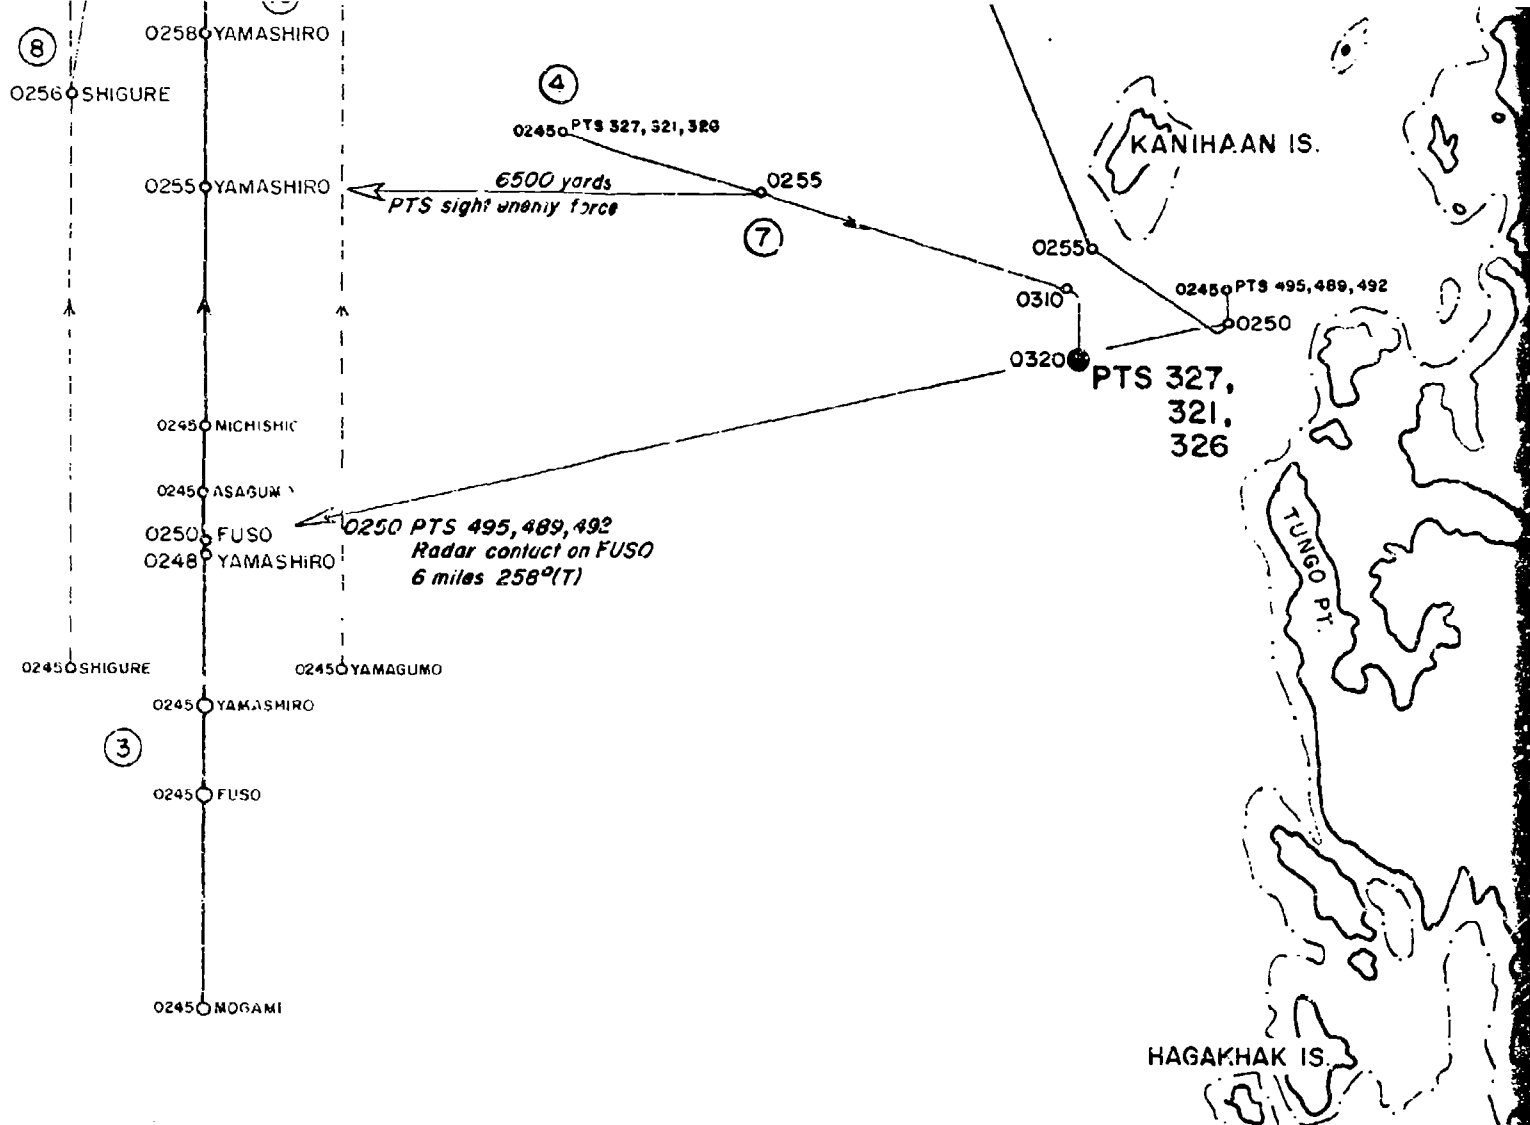 0258 YAMASHIRO
8
0256 SHIGURE
4
0245 PTS 327, 321, 326
KANIHAAN IS.
0255 YAMASHIRO
6500 yards
0255
PTS sight enemy force
7
0255
0310
0245 PTS 495, 489, 492
0250
0320
PTS 327,
321,
326
0245 MICHISHIO
0245 ASAGUMO
0250 FUSO
0248 YAMASHIRO
0250 PTS 495, 489, 492
Radar contact on FUSO
6 miles 258°(T)
TUNGO PT.
0245 SHIGURE
0245 YAMAGUMO
0245 YAMASHIRO
3
0245 FUSO
0245 MOGAMI
HAGAKHAK IS.